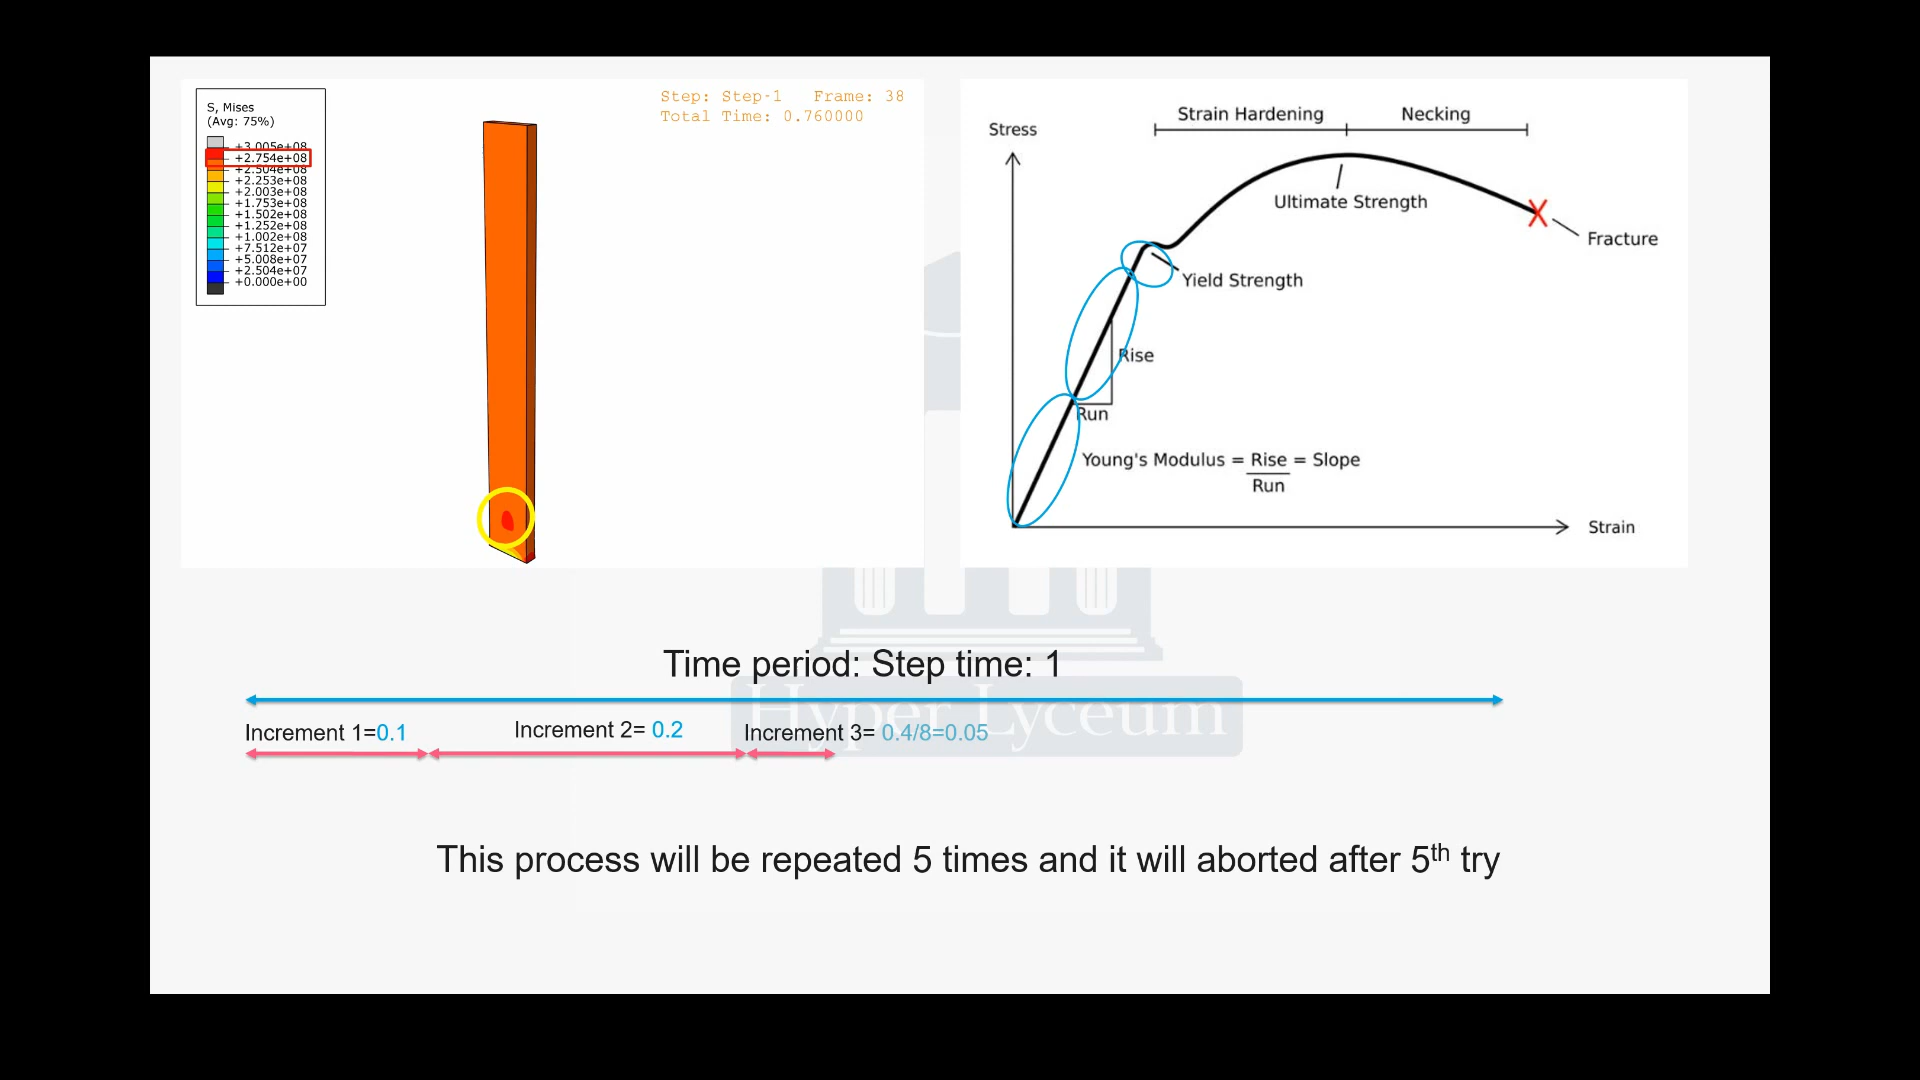 S, Mises
(Avg: 75%)
+3.005e+08
+2.754e+08
+2.504e+08
+2.253e+08
+2.003e+08
+1.753e+08
+1.502e+08
+1.252e+08
+1.002e+08
+7.512e+07
+5.008e+07
+2.504e+07
+0.000e+00
Step: Step-1 Frame: 38
Total Time: 0.760000
Stress
Strain Hardening
Necking
Ultimate Strength
Fracture
Yield Strength
Rise
Run
Young's Modulus = Rise = Slope
Run
Strain
Time period: Step time: 1
Hyper Lyceum
Increment 1=0.1
Increment 2= 0.2
Increment 3= 0.4/8=0.05
This process will be repeated 5 times and it will aborted after 5th try